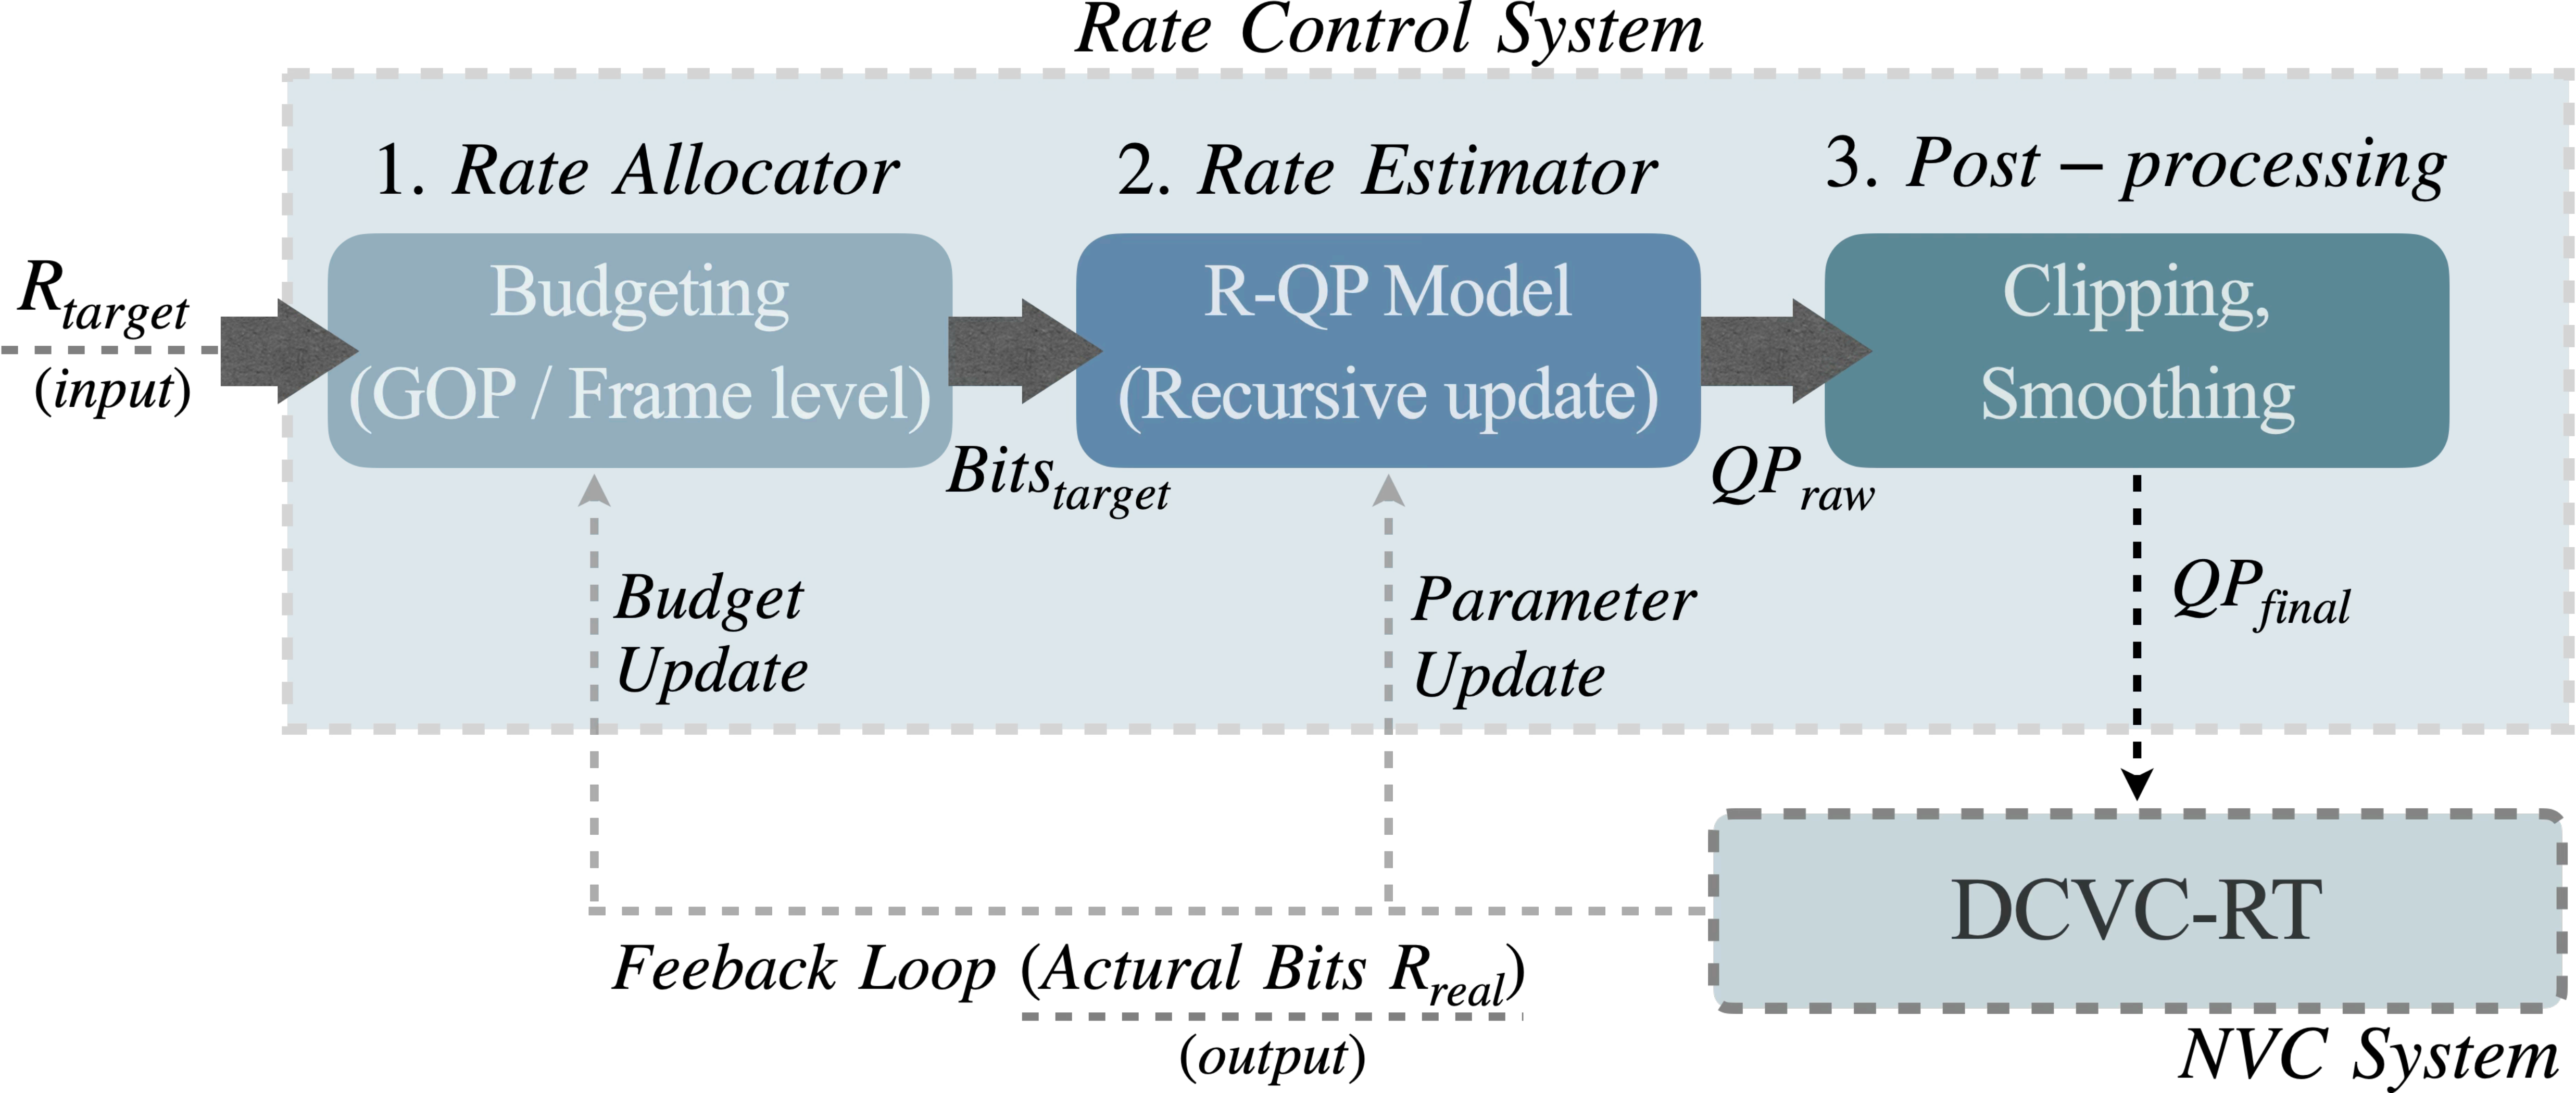 Rate Control System
1. Rate Allocator
2. Rate Estimator
3. Post – processing
R_target
(input)
Budgeting
(GOP / Frame level)
Bits_target
R-QP Model
(Recursive update)
QP_raw
Clipping,
Smoothing
Budget
Update
Parameter
Update
QP_final
DCVC-RT
Feeback Loop (Actural Bits R_real)
(output)
NVC System